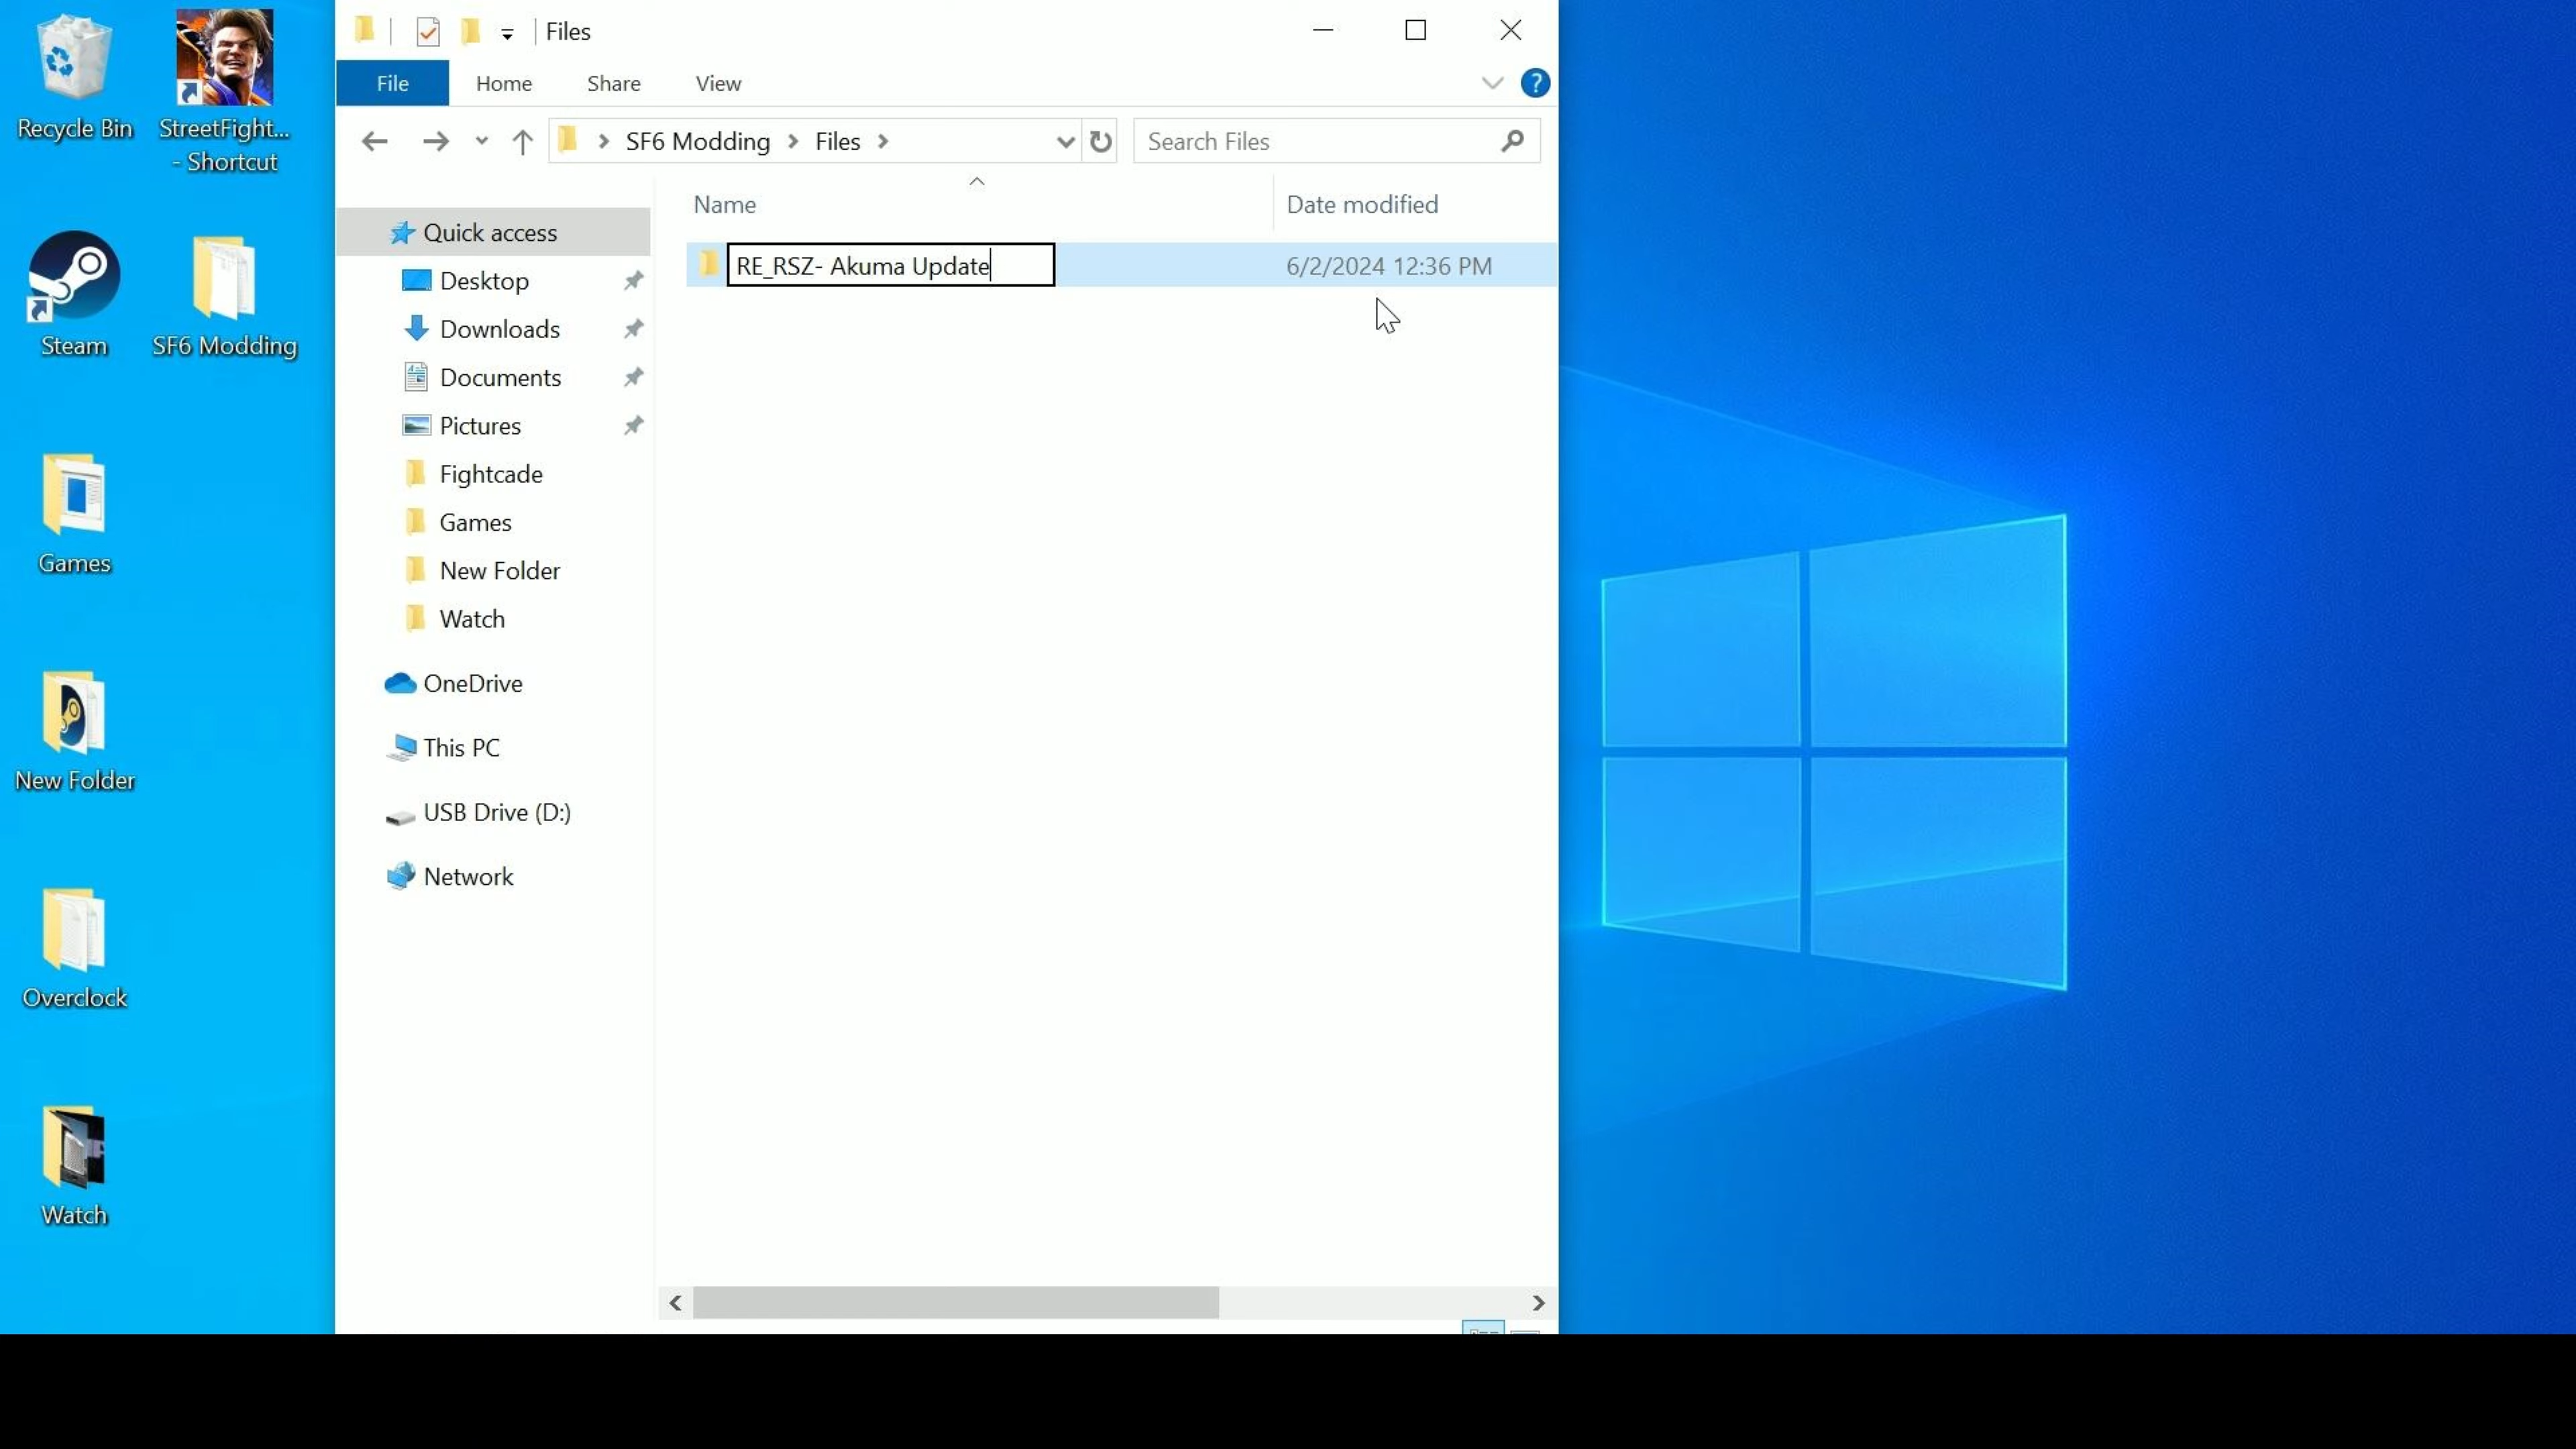 Recycle Bin
StreetFight...
- Shortcut
Steam
SF6 Modding
Games
New Folder
Overclock
Watch
Files
File
Home
Share
View
?
SF6 Modding
Files
Search Files
Name
Date modified
RE_RSZ- Akuma Update
6/2/2024 12:36 PM
Quick access
Desktop
Downloads
Documents
Pictures
Fightcade
Games
New Folder
Watch
OneDrive
This PC
USB Drive (D:)
Network